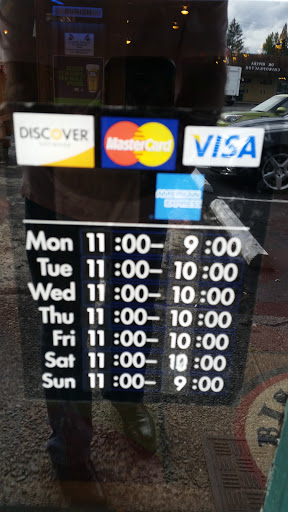 DISCOVER
MasterCard
VISA
AMERICAN EXPRESS
Mon 11:00– 9:00
Tue 11:00– 10:00
Wed 11:00– 10:00
Thu 11:00– 10:00
Fri 11:00– 10:00
Sat 11:00– 10:00
Sun 11:00– 9:00